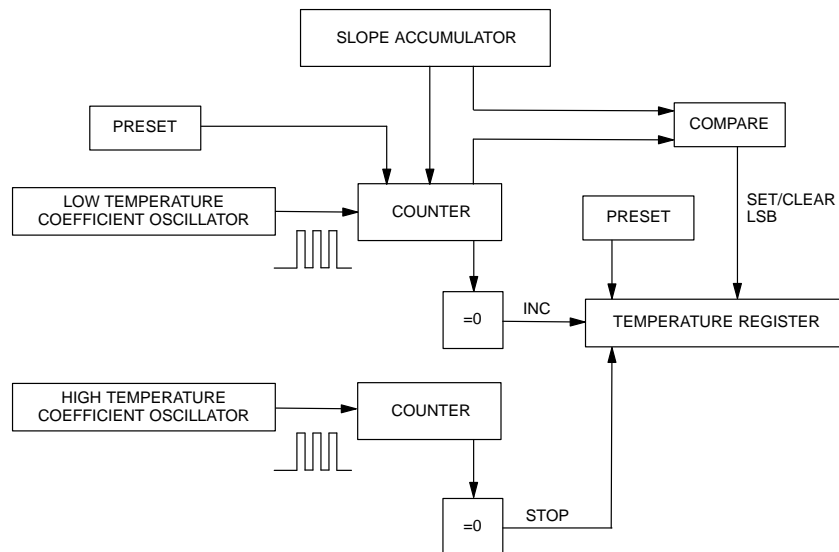 SLOPE ACCUMULATOR
PRESET
COMPARE
LOW TEMPERATURE
COEFFICIENT OSCILLATOR
COUNTER
SET/CLEAR
LSB
PRESET
=0
INC
TEMPERATURE REGISTER
HIGH TEMPERATURE
COEFFICIENT OSCILLATOR
COUNTER
=0
STOP